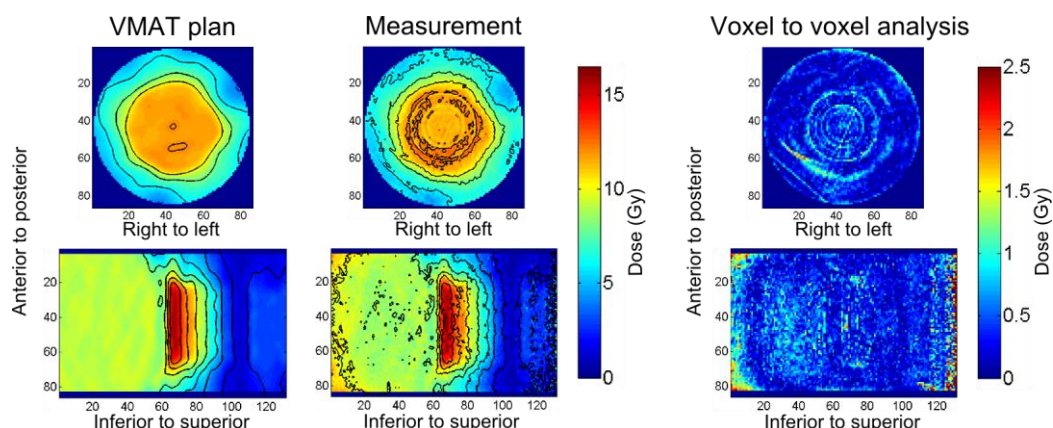 VMAT plan
Measurement
Voxel to voxel analysis
20
40
60
80
20 40 60 80
Right to left
20
40
60
80
20 40 60 80
Right to left
15
10
5
0
Dose (Gy)
20
40
60
80
20 40 60 80
Right to left
2.5
2
1.5
1
0.5
0
Dose (Gy)
Anterior to posterior
Anterior to posterior
20
40
60
80
20 40 60 80 100 120
Inferior to superior
20
40
60
80
20 40 60 80 100 120
Inferior to superior
20
40
60
80
20 40 60 80 100 120
Inferior to superior